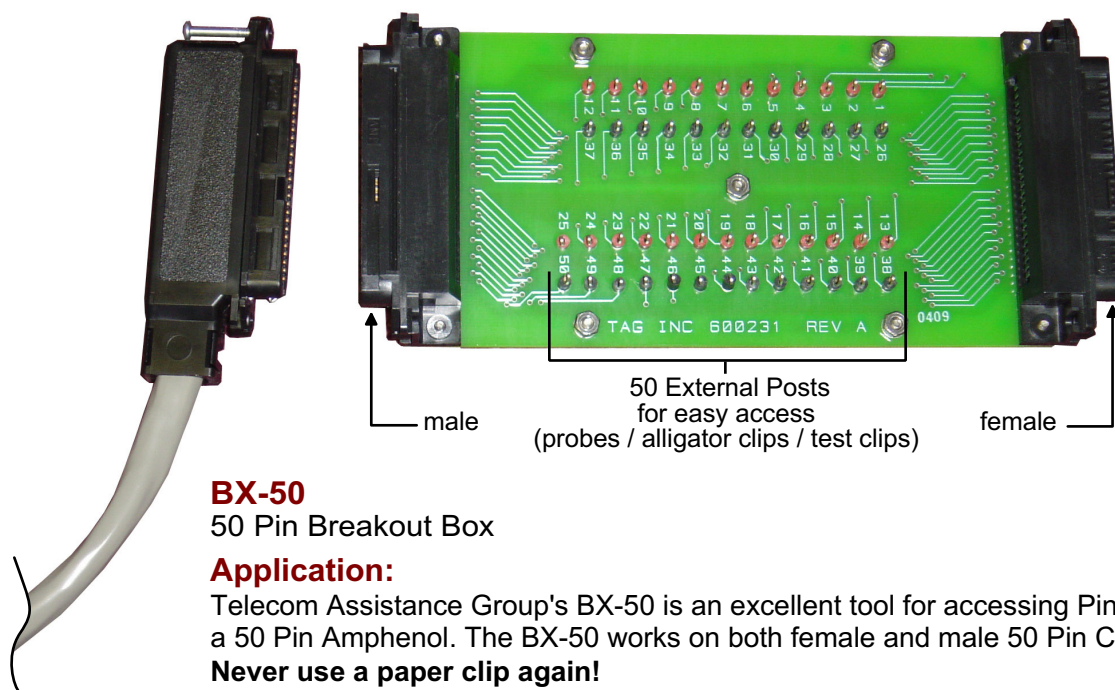 12 11 10 9 8 7 6 5 4 3 2 1
37 36 35 34 33 32 31 30 29 28 27 26
25 24 23 22 21 20 19 18 17 16 15 14 13
50 49 48 47 46 45 44 43 42 41 40 39 38
TAG INC 600231 REV A 0409
50 External Posts
for easy access
(probes / alligator clips / test clips)
male
female
BX-50
50 Pin Breakout Box
Application:
Telecom Assistance Group's BX-50 is an excellent tool for accessing Pin
a 50 Pin Amphenol. The BX-50 works on both female and male 50 Pin C
Never use a paper clip again!